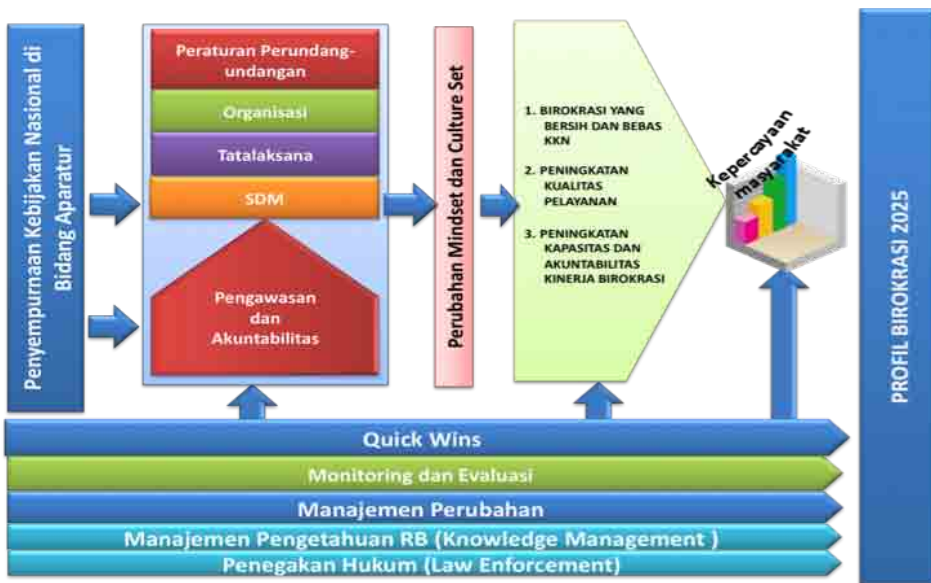 Penyempurnaan Kebijakan Nasional di
Bidang Aparatur
Peraturan Perundang-
undangan
Organisasi
Tatalaksana
SDM
Pengawasan
dan
Akuntabilitas
Perubahan Mindset dan Culture Set
1. BIROKRASI YANG
BERSIH DAN BEBAS
KKN
2. PENINGKATAN
KUALITAS
PELAYANAN
3. PENINGKATAN
KAPASITAS DAN
AKUNTABILITAS
KINERJA BIROKRASI
Kepercayaan
masyarakat
PROFIL BIROKRASI 2025
Quick Wins
Monitoring dan Evaluasi
Manajemen Perubahan
Manajemen Pengetahuan RB (Knowledge Management )
Penegakan Hukum (Law Enforcement)